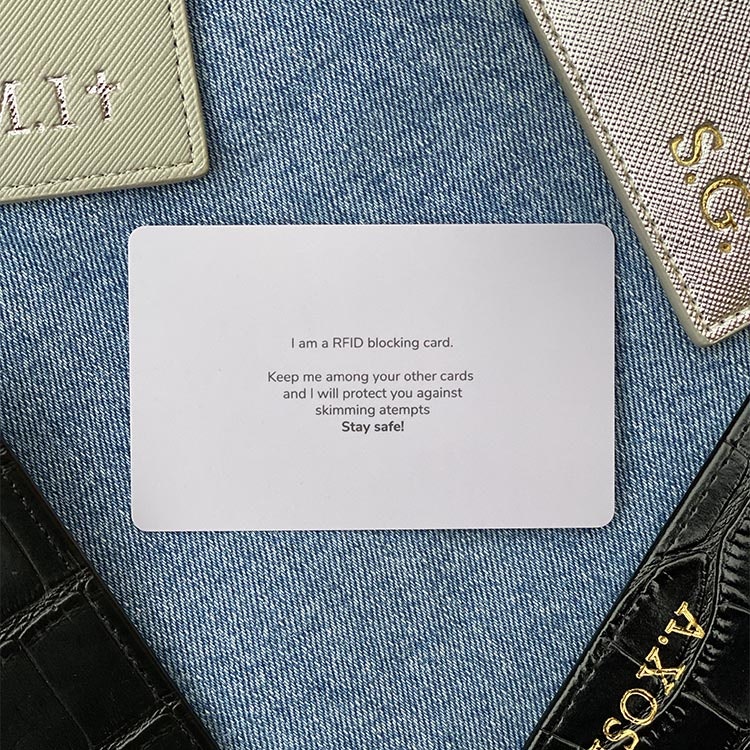 M.I†
S.G.
I am a RFID blocking card.
Keep me among your other cards
and I will protect you against
skimming atempts
Stay safe!